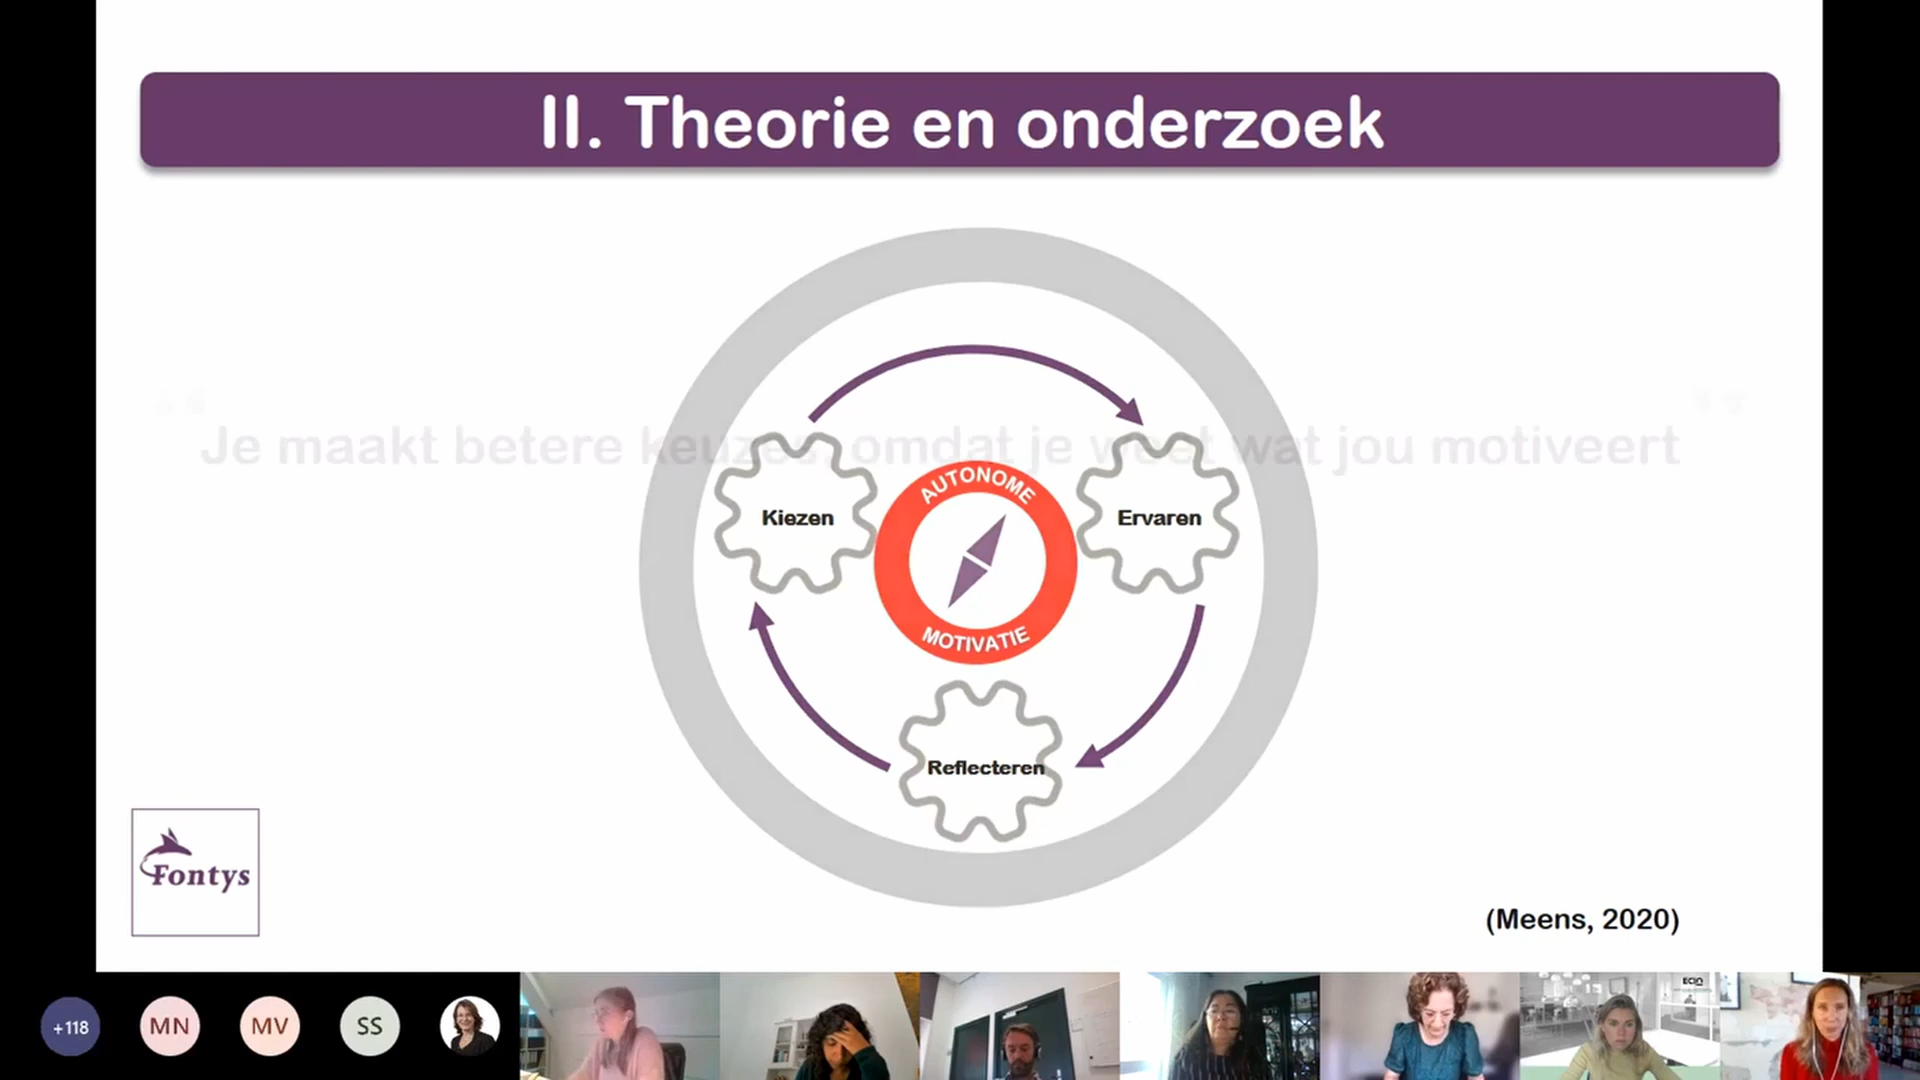 II. Theorie en onderzoek
“Je maakt betere keuzes, omdat je weet wat jou motiveert”
Kiezen
AUTONOME
MOTIVATIE
Ervaren
Reflecteren
Fontys
(Meens, 2020)
+118
MN
MV
SS
ECIO